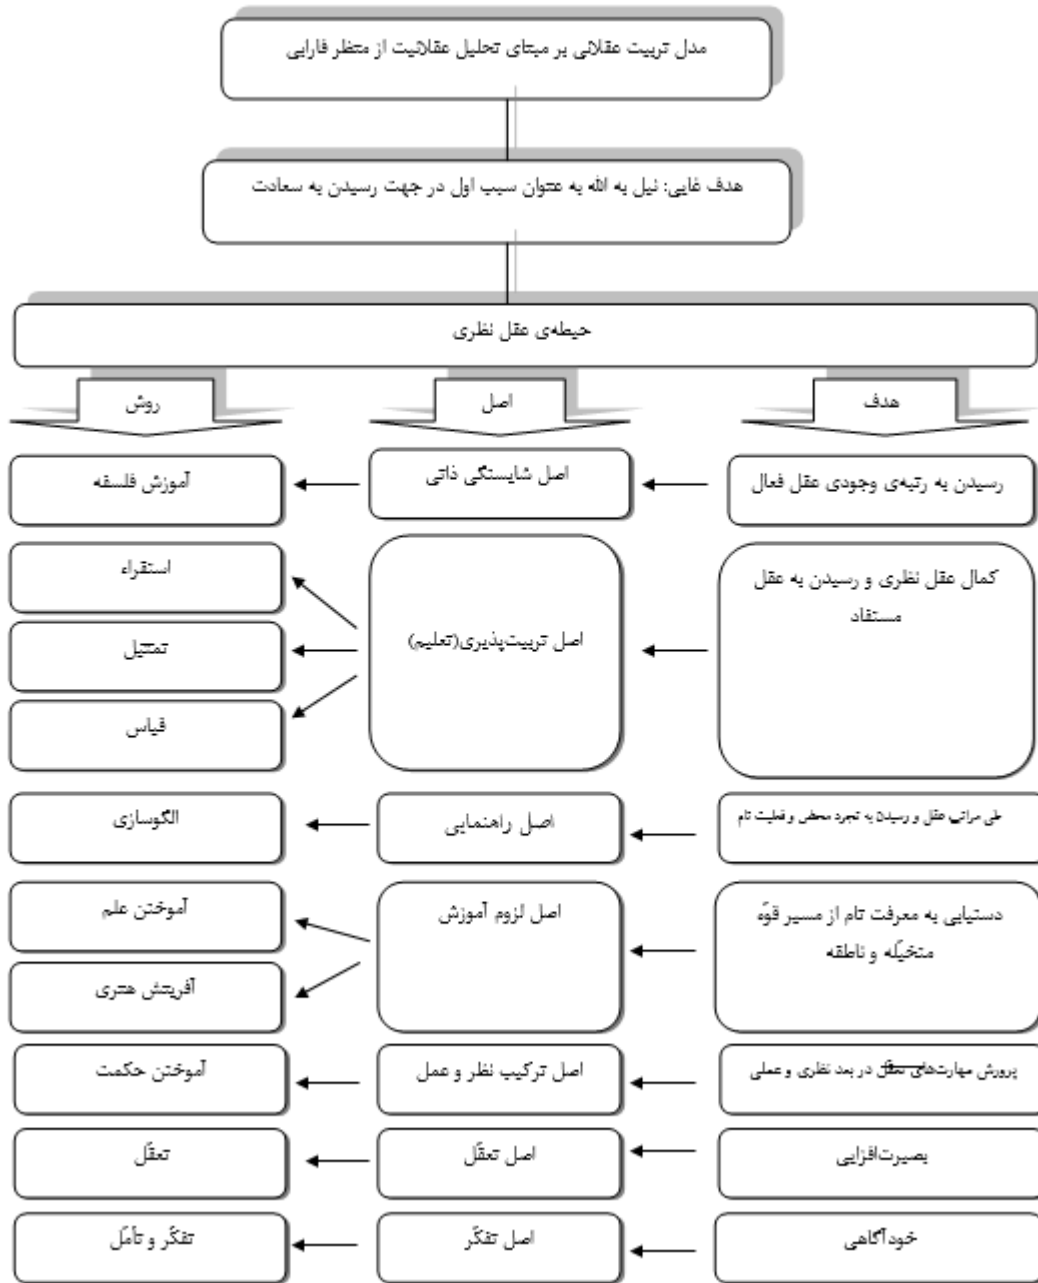 مدل تربیت عقلانی بر مبنای تحلیل عقلانیت از منظر فارابی
هدف غایی: نیل به الله به عنوان سبب اول در جهت رسیدن به سعادت
حیطه‌ی عقل نظری
هدف
اصل
روش
رسیدن به رتبه‌ی وجودی عقل فعال
اصل شایستگی ذاتی
آموزش فلسفه
کمال عقل نظری و رسیدن به عقل
مستفاد
اصل تربیت‌پذیری(تعلیم)
استقراء
تمثیل
قیاس
طی مراتب عقل و رسیدن به تجرد محض و فعلیت تام
اصل راهنمایی
الگوسازی
دستیابی به معرفت تام از مسیر قوّه
متخیّله و ناطقه
اصل لزوم آموزش
آموختن علم
آفرینش هنری
پرورش مهارت‌های تعقل در بعد نظری و عملی
اصل ترکیب نظر و عمل
آموختن حکمت
بصیرت‌افزایی
اصل تعقّل
تعقّل
خودآگاهی
اصل تفکّر
تفکّر و تأمّل